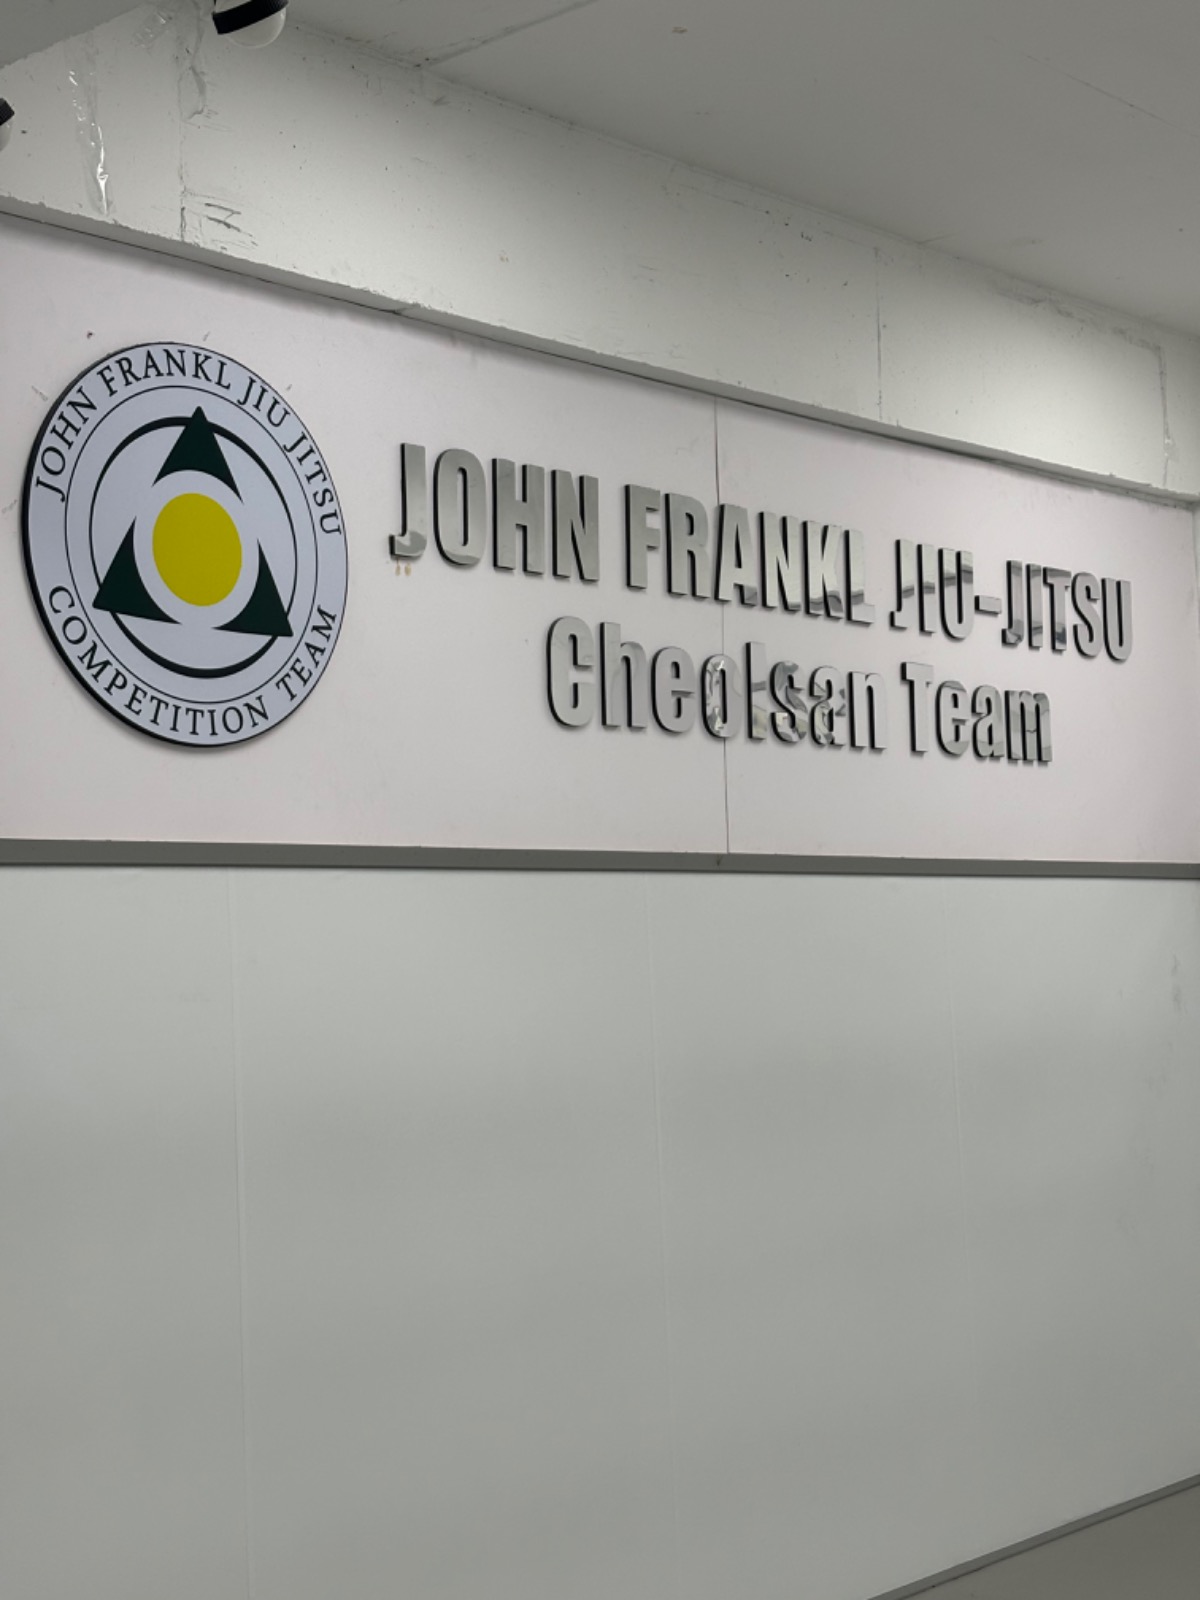 JOHN FRANKL JIU JITSU
COMPETITION TEAM
JOHN FRANKL JIU-JITSU
Cheolsan Team